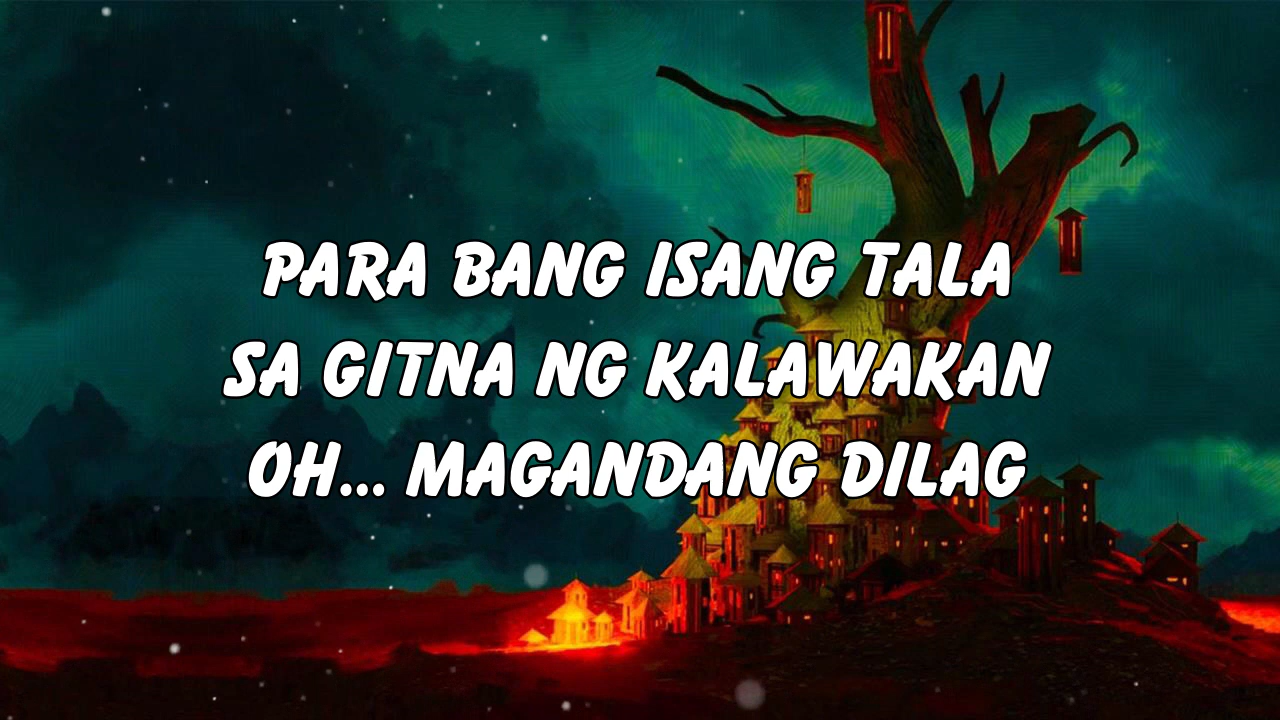 PARA BANG ISANG TALA
SA GITNA NG KALAWAKAN
OH... MAGANDANG DILAG